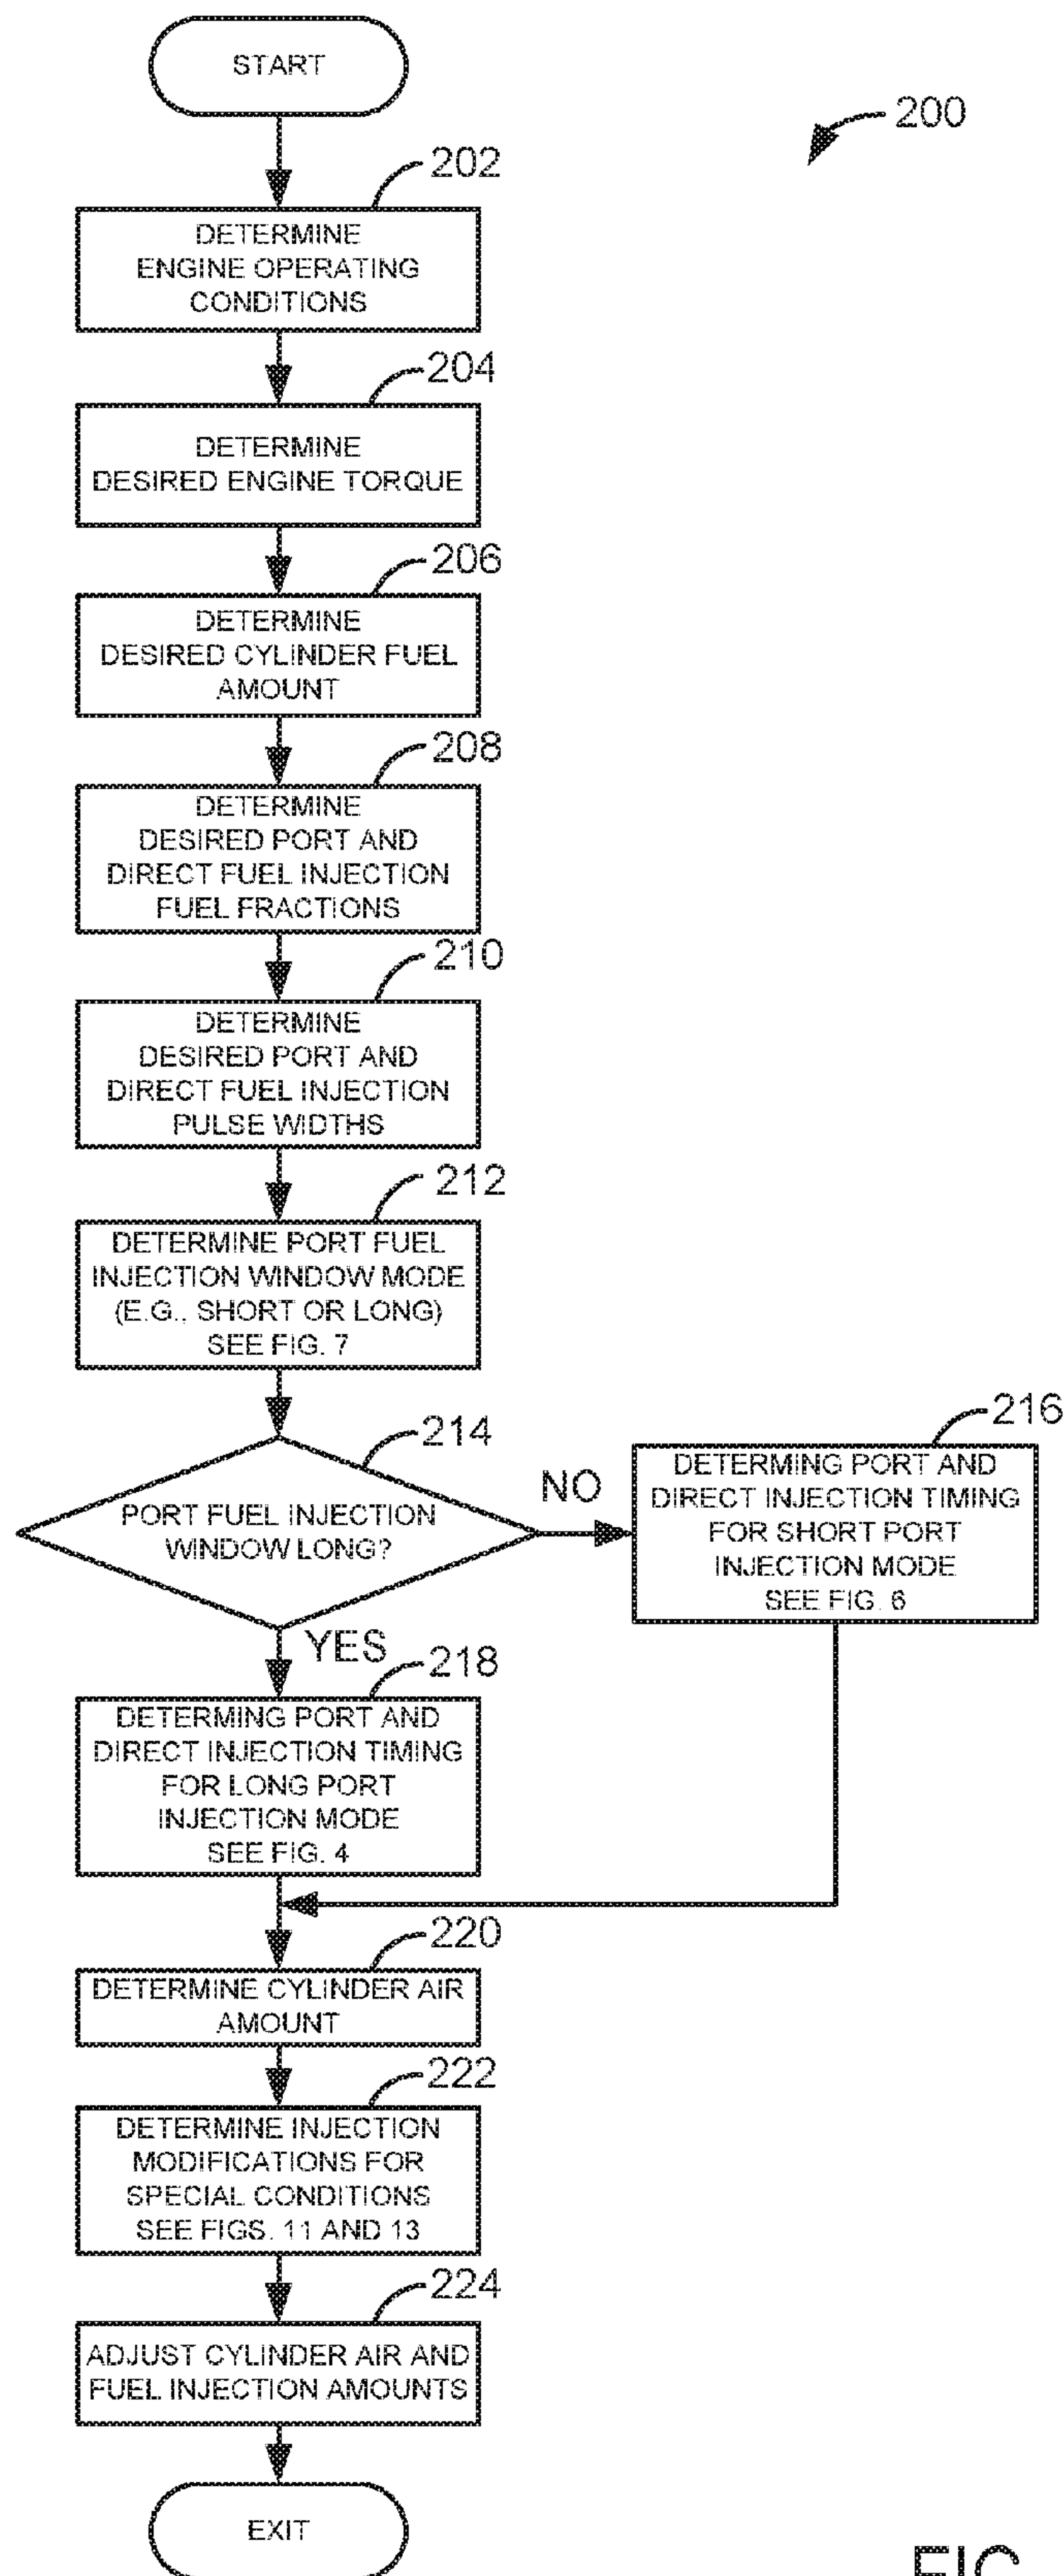 START
200
202
DETERMINE
ENGINE OPERATING
CONDITIONS
204
DETERMINE
DESIRED ENGINE TORQUE
206
DETERMINE
DESIRED CYLINDER FUEL
AMOUNT
208
DETERMINE
DESIRED PORT AND
DIRECT FUEL INJECTION
FUEL FRACTIONS
210
DETERMINE
DESIRED PORT AND
DIRECT FUEL INJECTION
PULSE WIDTHS
212
DETERMINE PORT FUEL
INJECTION WINDOW MODE
(E.G., SHORT OR LONG)
SEE FIG. 7
214
PORT FUEL INJECTION
WINDOW LONG?
NO
216
DETERMING PORT AND
DIRECT INJECTION TIMING
FOR SHORT PORT
INJECTION MODE
SEE FIG. 6
YES
218
DETERMING PORT AND
DIRECT INJECTION TIMING
FOR LONG PORT
INJECTION MODE
SEE FIG. 4
220
DETERMINE CYLINDER AIR
AMOUNT
222
DETERMINE INJECTION
MODIFICATIONS FOR
SPECIAL CONDITIONS
SEE FIGS. 11 AND 13
224
ADJUST CYLINDER AIR AND
FUEL INJECTION AMOUNTS
EXIT
FIG